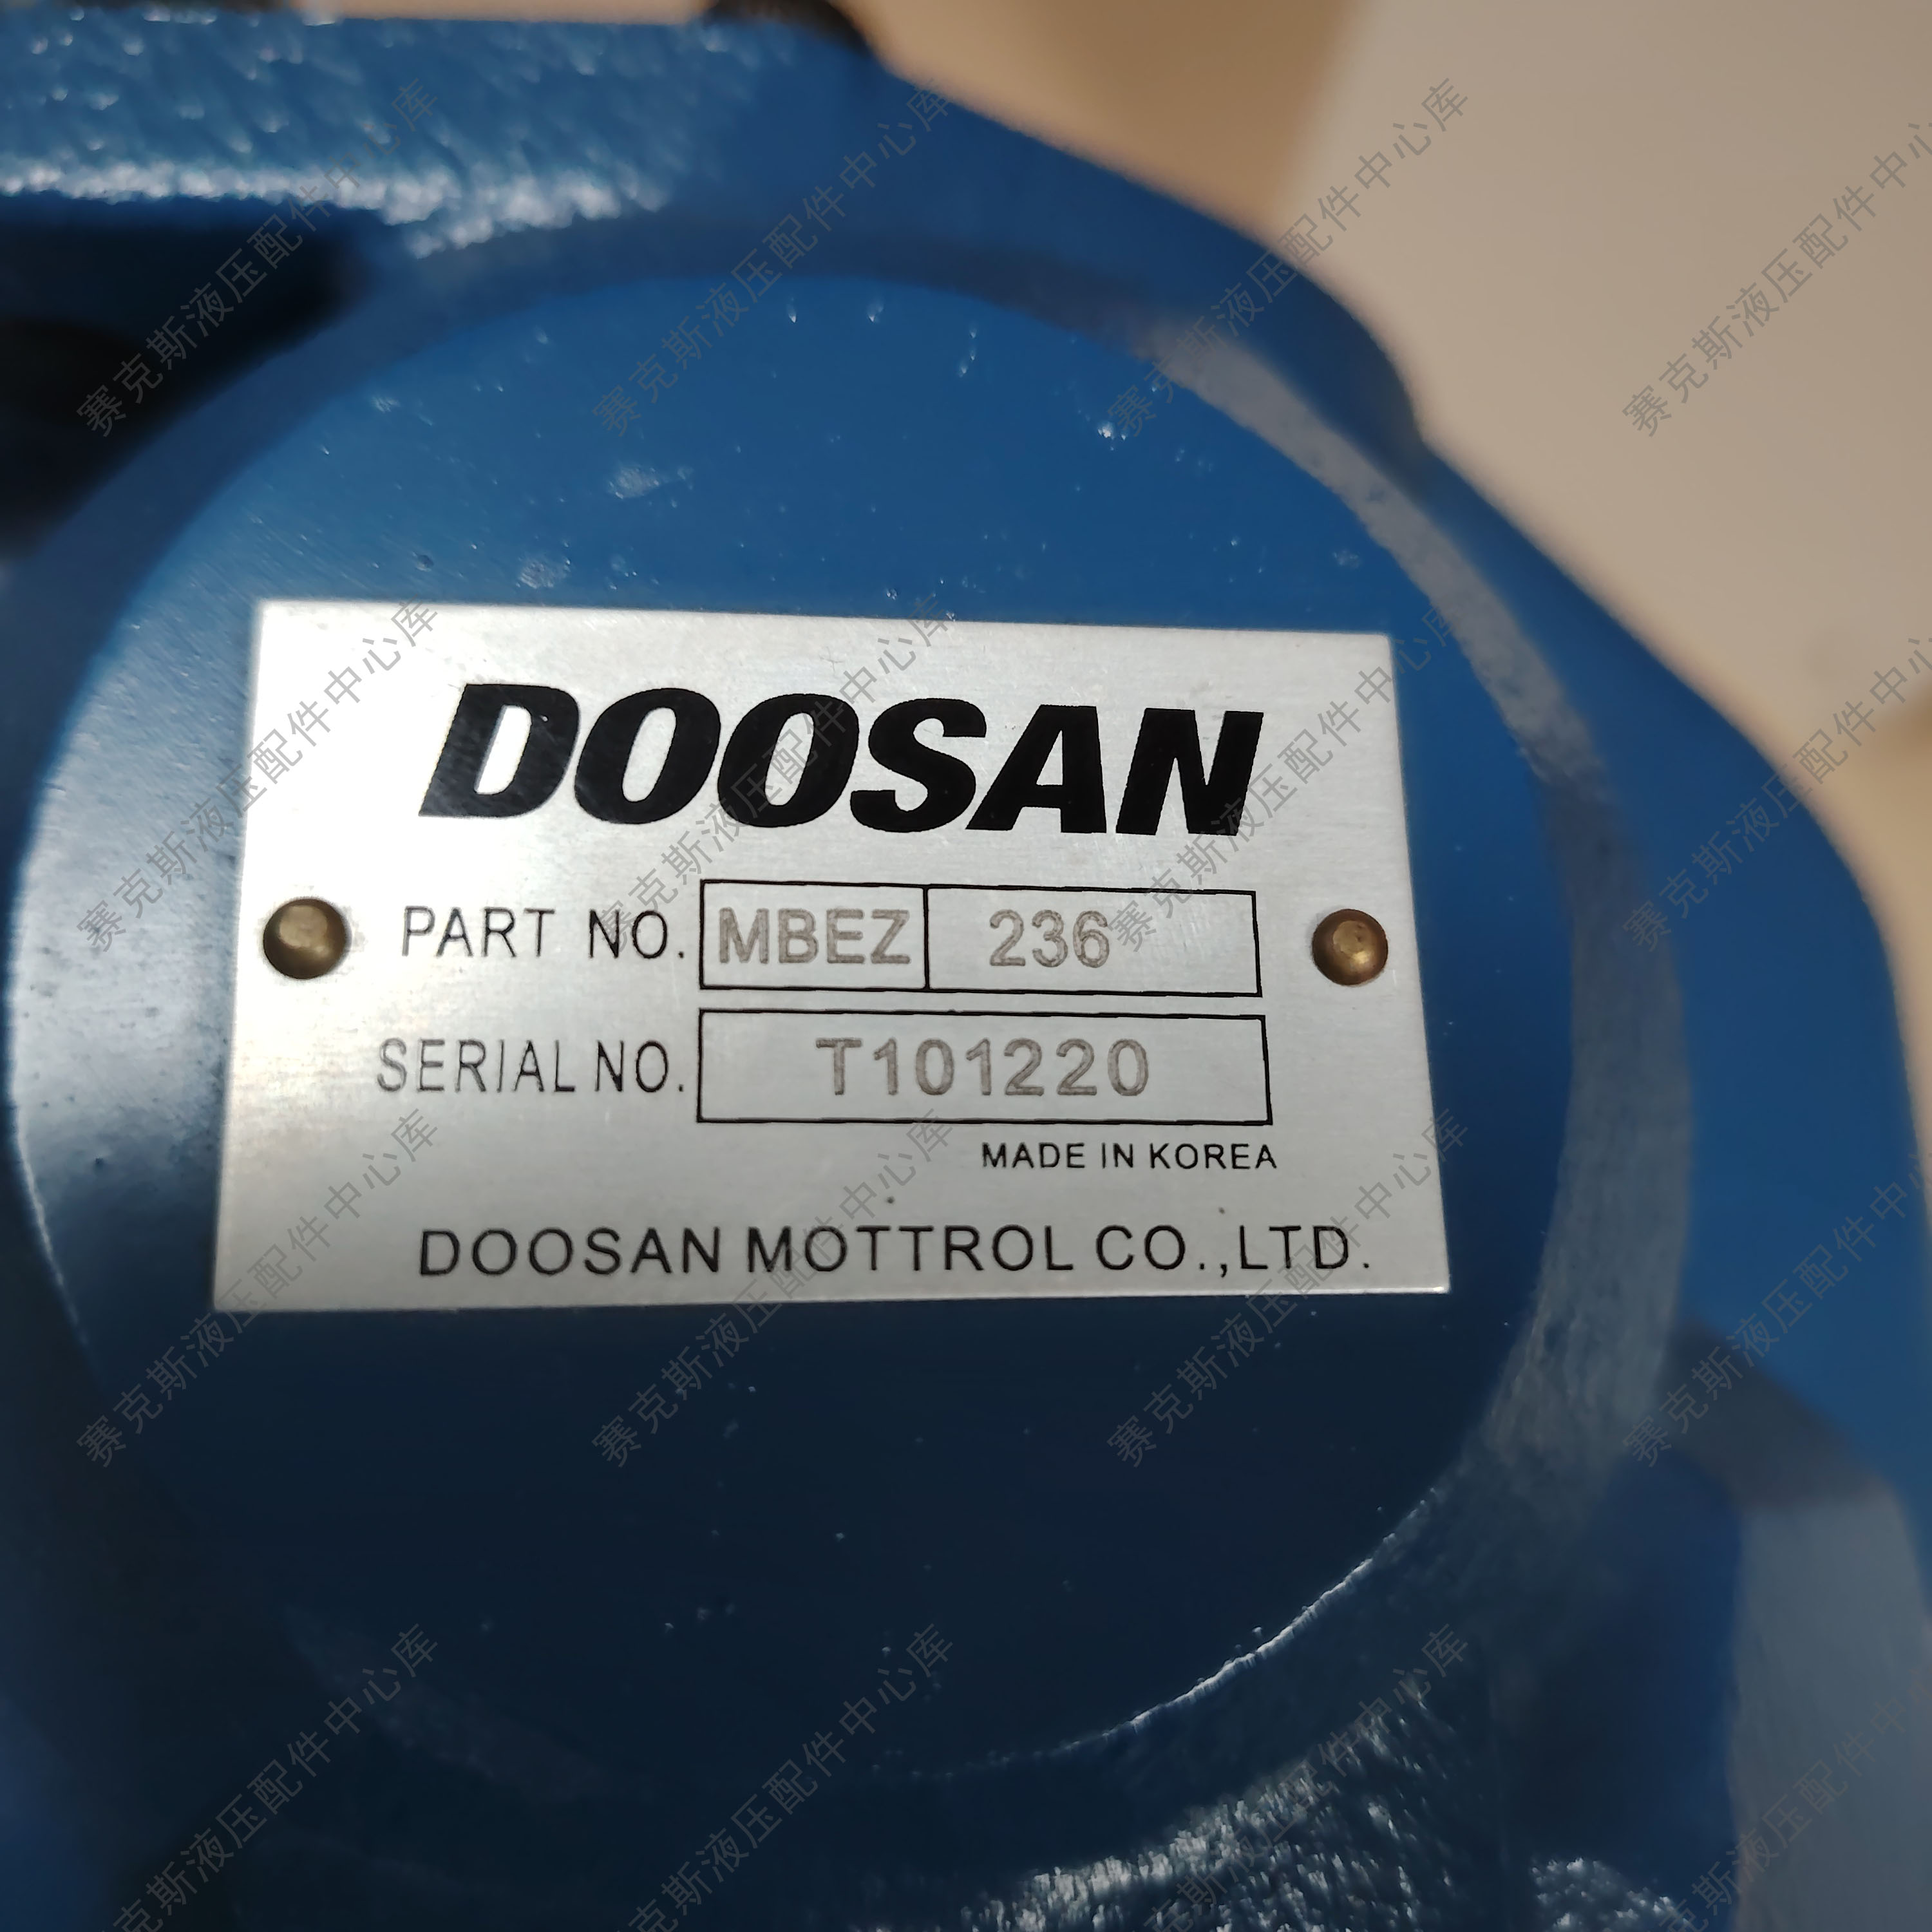 DOOSAN
PART NO. MBEZ 236
SERIAL NO. T101220
MADE IN KOREA
DOOSAN MOTTROL CO.,LTD.
赛克斯液压配件中心库